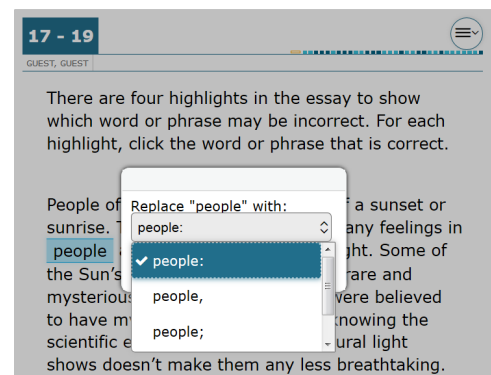 17 - 19
GUEST, GUEST
There are four highlights in the essay to show
which word or phrase may be incorrect. For each
highlight, click the word or phrase that is correct.
People of a sunset or
sunrise. any feelings in
people ght. Some of
the Sun's rare and
mysterious were believed
to have knowing the
scientific ural light
shows doesn't make them any less breathtaking.
Replace "people" with:
people:
✔ people:
people,
people;